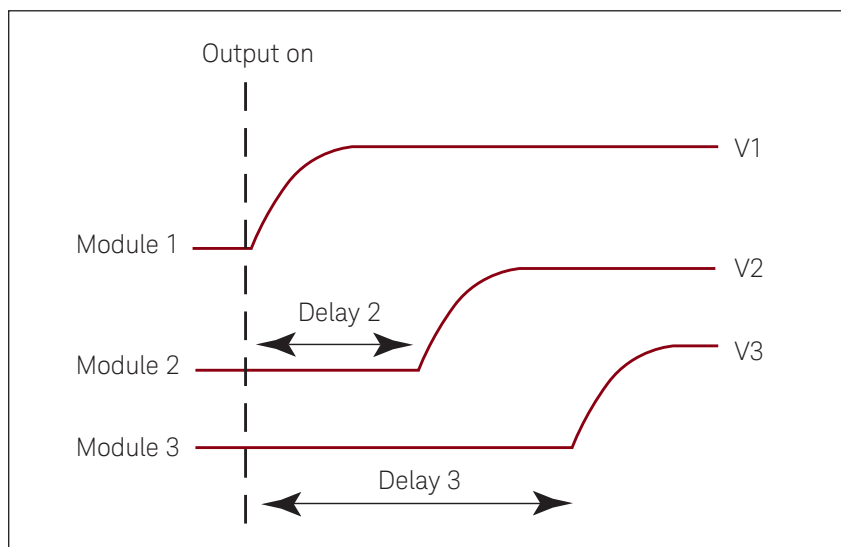 Output on
V1
Module 1
V2
Delay 2
Module 2
V3
Module 3
Delay 3